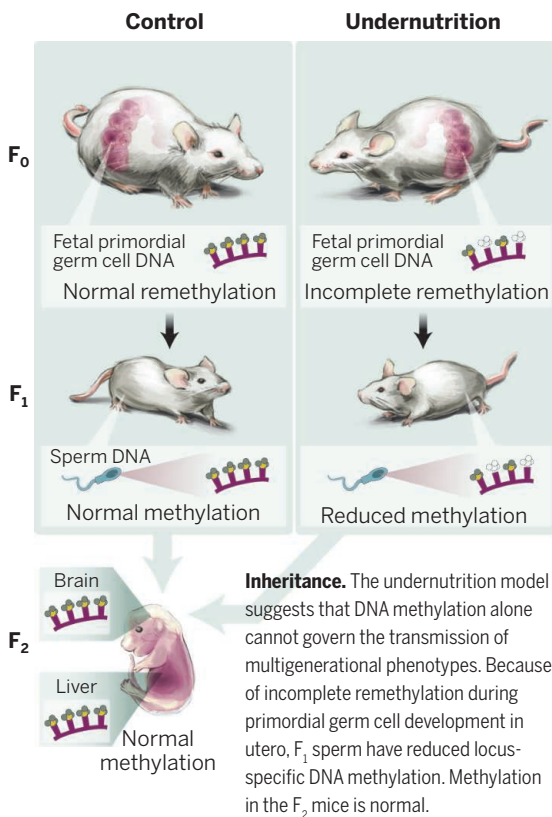 Control
Undernutrition
F₀
Fetal primordial
germ cell DNA
Normal remethylation
Fetal primordial
germ cell DNA
Incomplete remethylation
F₁
Sperm DNA
Normal methylation
Reduced methylation
F₂
Brain
Liver
Normal
methylation
Inheritance. The undernutrition model
suggests that DNA methylation alone
cannot govern the transmission of
multigenerational phenotypes. Because
of incomplete remethylation during
primordial germ cell development in
utero, F₁ sperm have reduced locus-
specific DNA methylation. Methylation
in the F₂ mice is normal.